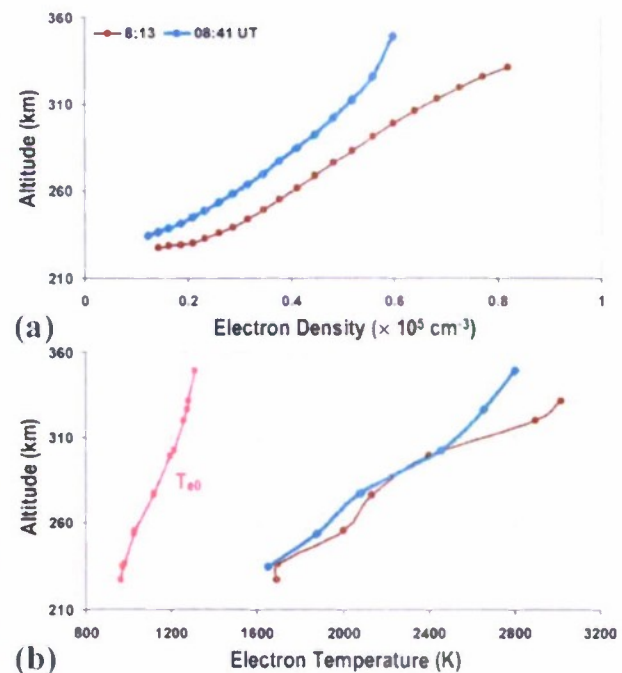 360
310
260
210
Altitude (km)
8:13 08:41 UT
0 0.2 0.4 0.6 0.8 1
(a) Electron Density (× 10⁵ cm⁻³)
360
310
260
210
Altitude (km)
Te0
800 1200 1600 2000 2400 2800 3200
(b) Electron Temperature (K)